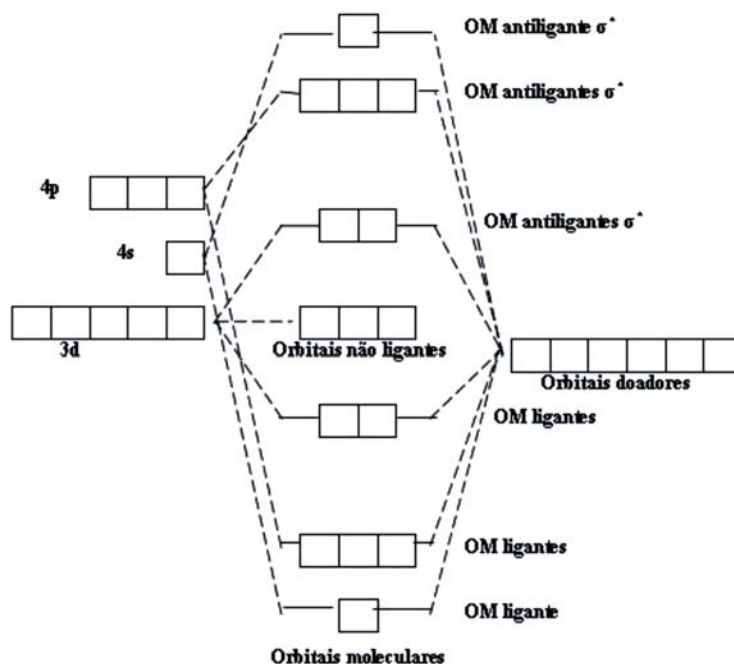 OM antiligante σ*
OM antiligantes σ*
4p
OM antiligantes σ*
4s
3d
Orbitais não ligantes
Orbitais doadores
OM ligantes
OM ligantes
OM ligante
Orbitais moleculares